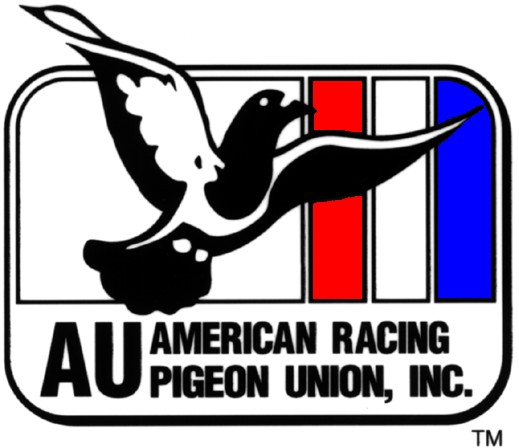 AU AMERICAN RACING
PIGEON UNION, INC.
TM